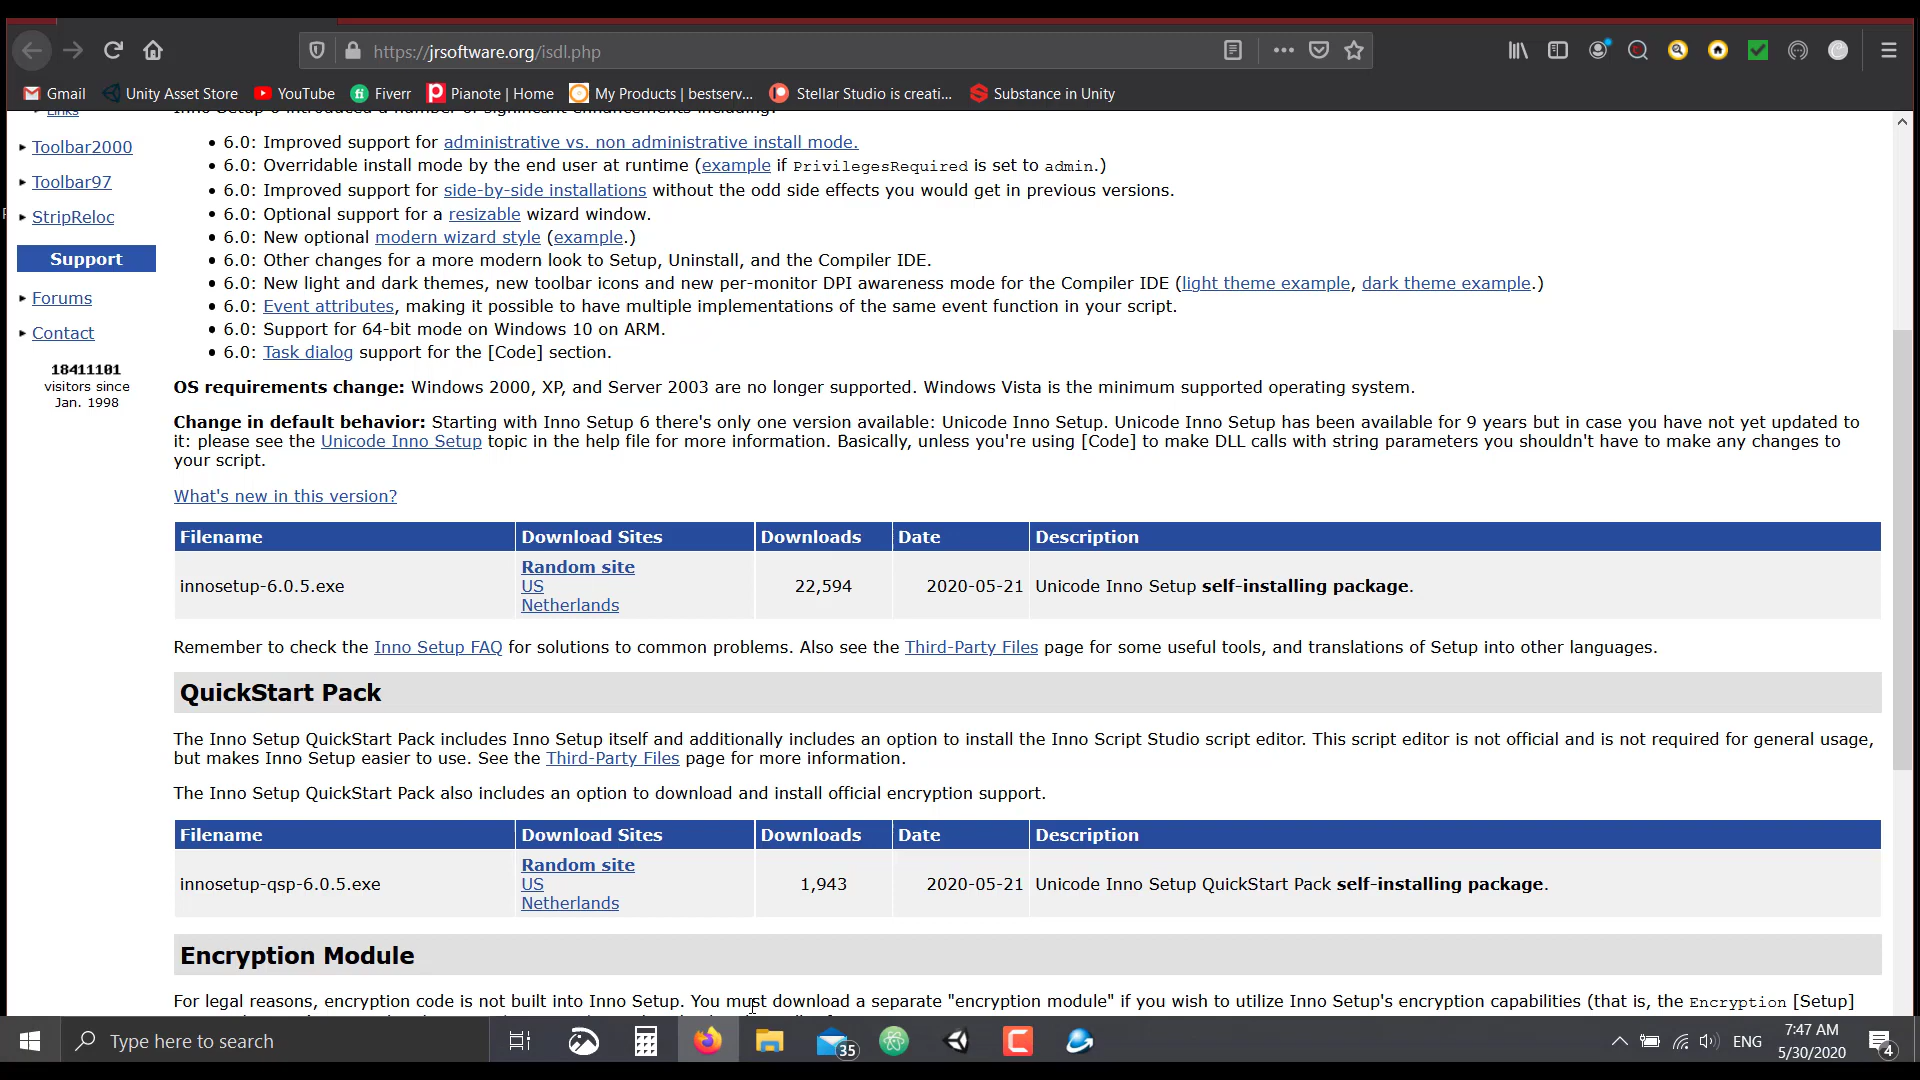 https://jrsoftware.org/isdl.php
Gmail
Unity Asset Store
YouTube
Fiverr
Pianote | Home
My Products | bestserv...
Stellar Studio is creati...
Substance in Unity
Links
Toolbar2000
Toolbar97
StripReloc
Support
Forums
Contact
18411101
visitors since
Jan. 1998
Inno Setup 6 introduced a number of significant enhancements including:
• 6.0: Improved support for administrative vs. non administrative install mode.
• 6.0: Overridable install mode by the end user at runtime (example if PrivilegesRequired is set to admin.)
• 6.0: Improved support for side-by-side installations without the odd side effects you would get in previous versions.
• 6.0: Optional support for a resizable wizard window.
• 6.0: New optional modern wizard style (example.)
• 6.0: Other changes for a more modern look to Setup, Uninstall, and the Compiler IDE.
• 6.0: New light and dark themes, new toolbar icons and new per-monitor DPI awareness mode for the Compiler IDE (light theme example, dark theme example.)
• 6.0: Event attributes, making it possible to have multiple implementations of the same event function in your script.
• 6.0: Support for 64-bit mode on Windows 10 on ARM.
• 6.0: Task dialog support for the [Code] section.
OS requirements change: Windows 2000, XP, and Server 2003 are no longer supported. Windows Vista is the minimum supported operating system.
Change in default behavior: Starting with Inno Setup 6 there's only one version available: Unicode Inno Setup. Unicode Inno Setup has been available for 9 years but in case you have not yet updated to
it: please see the Unicode Inno Setup topic in the help file for more information. Basically, unless you're using [Code] to make DLL calls with string parameters you shouldn't have to make any changes to
your script.
What's new in this version?
Filename Download Sites Downloads Date Description
Random site
innosetup-6.0.5.exe US 22,594 2020-05-21 Unicode Inno Setup self-installing package.
Netherlands
Remember to check the Inno Setup FAQ for solutions to common problems. Also see the Third-Party Files page for some useful tools, and translations of Setup into other languages.
QuickStart Pack
The Inno Setup QuickStart Pack includes Inno Setup itself and additionally includes an option to install the Inno Script Studio script editor. This script editor is not official and is not required for general usage,
but makes Inno Setup easier to use. See the Third-Party Files page for more information.
The Inno Setup QuickStart Pack also includes an option to download and install official encryption support.
Filename Download Sites Downloads Date Description
Random site
innosetup-qsp-6.0.5.exe US 1,943 2020-05-21 Unicode Inno Setup QuickStart Pack self-installing package.
Netherlands
Encryption Module
For legal reasons, encryption code is not built into Inno Setup. You must download a separate "encryption module" if you wish to utilize Inno Setup's encryption capabilities (that is, the Encryption [Setup]
Type here to search
35
ENG
7:47 AM
5/30/2020
4